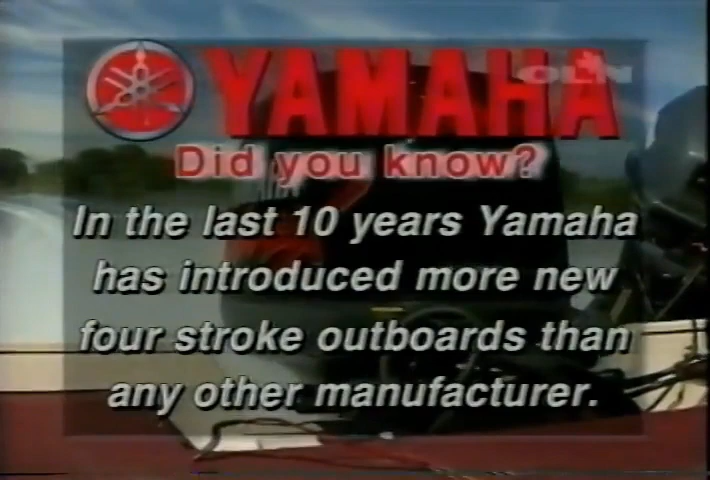 YAMAHA
OLN
Did you know?
In the last 10 years Yamaha
has introduced more new
four stroke outboards than
any other manufacturer.